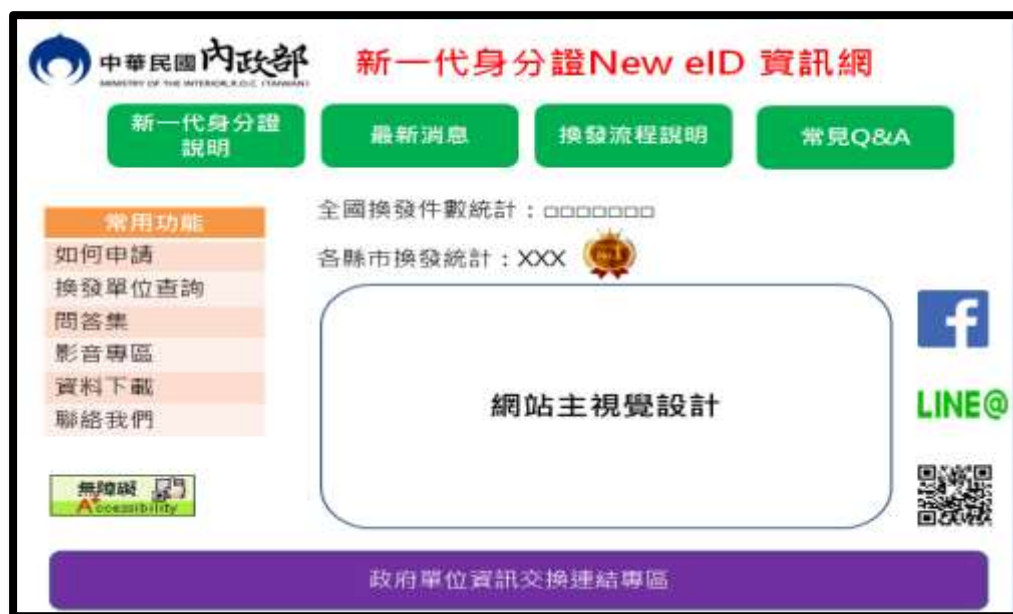 中華民國內政部
MINISTRY OF THE INTERIOR,R.O.C. (TAIWAN)
新一代身分證New eID 資訊網
新一代身分證
說明
最新消息
換發流程說明
常見Q&A
全國換發件數統計：□□□□□□□
各縣市換發統計：XXX
常用功能
如何申請
換發單位查詢
問答集
影音專區
資料下載
聯絡我們
網站主視覺設計
LINE@
無障礙
Accessibility
政府單位資訊交換連結專區